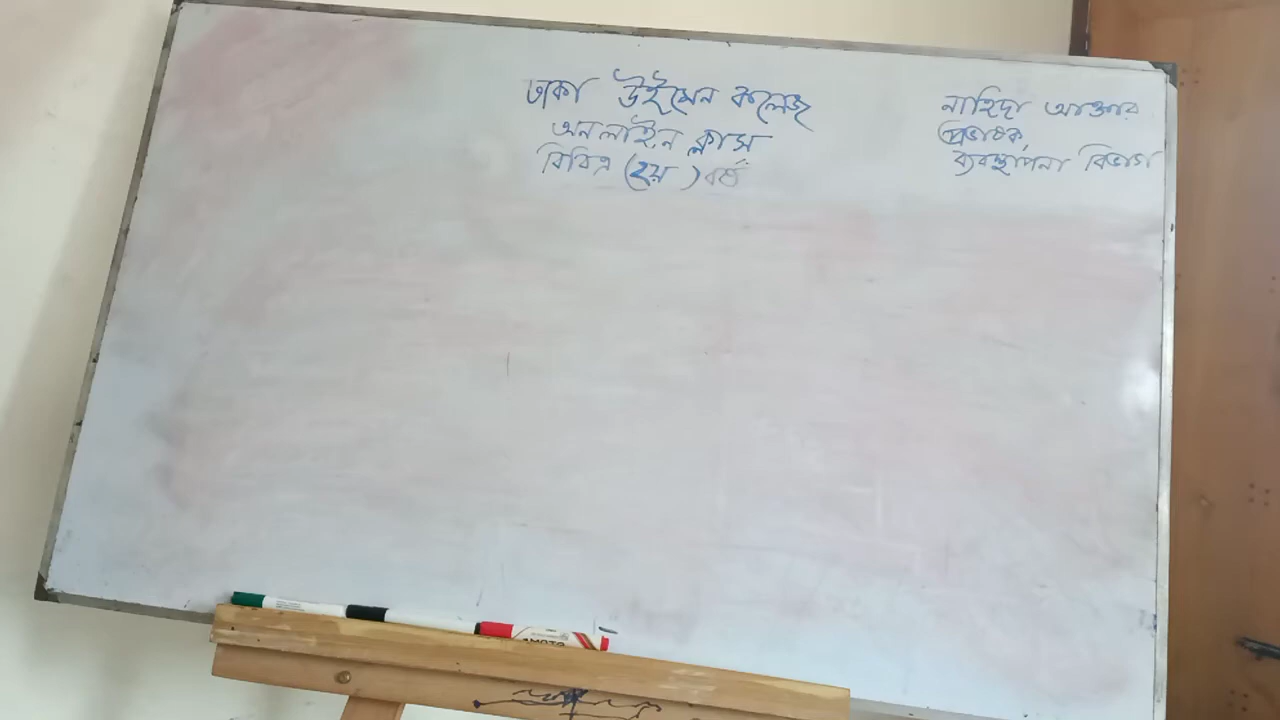 ঢাকা উইমেন কলেজ
অনলাইন ক্লাস
বিবিএ (২য়) বর্ষ
নাহিদা আক্তার
প্রভাষক,
ব্যবস্থাপনা বিভাগ